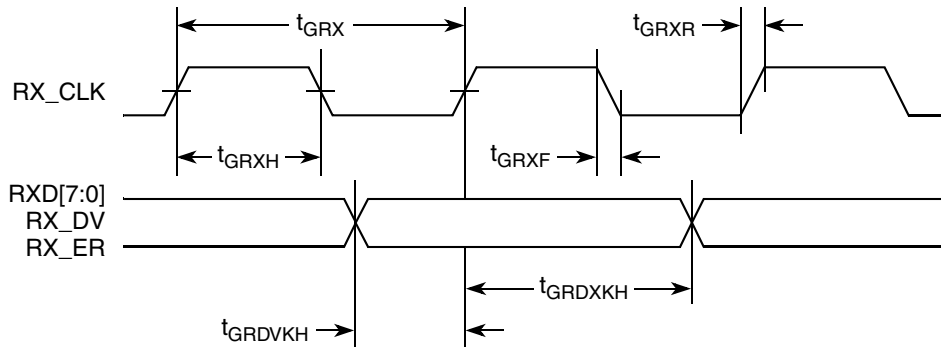 tGRX
tGRXR
RX_CLK
tGRXH
tGRXF
RXD[7:0]
RX_DV
RX_ER
tGRDXKH
tGRDVKH